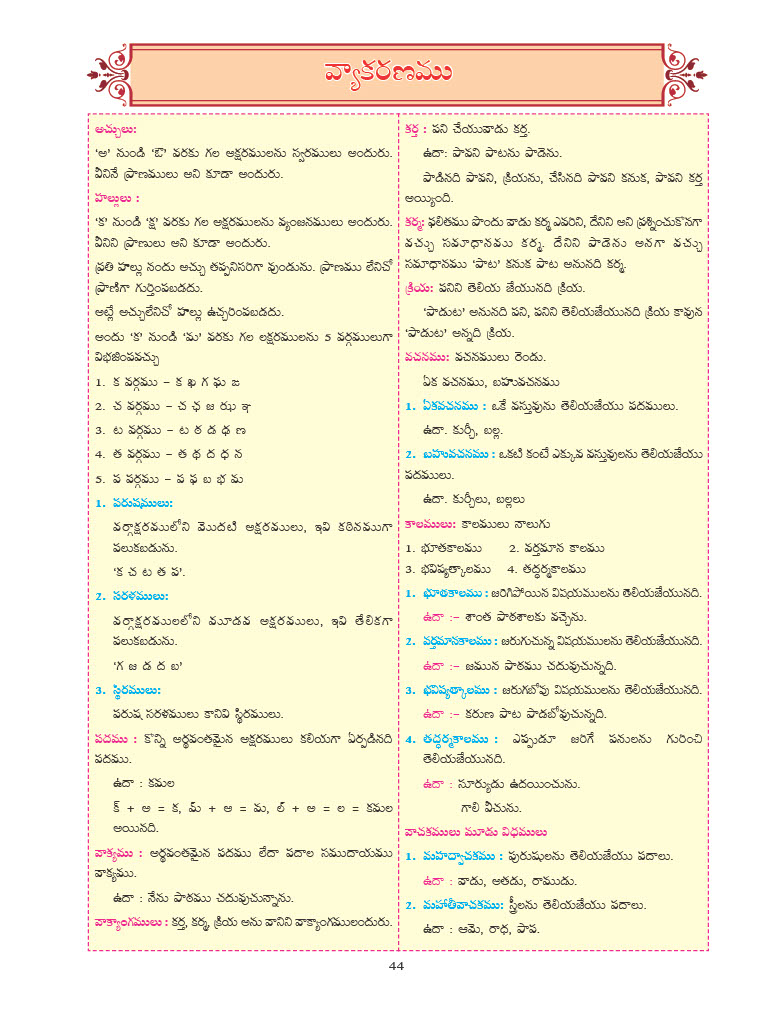 వ్యాకరణము
అచ్చులు:
‘అ’ నుండి ‘ఔ’ వరకు గల అక్షరములను స్వరములు అందురు.
వీనినే ప్రాణములు అని కూడా అందురు.
హల్లులు :
‘క’ నుండి ‘క్ష’ వరకు గల అక్షరములను వ్యంజనములు అందురు.
వీనిని ప్రాణులు అని కూడా అందురు.
ప్రతి హల్లు నందు అచ్చు తప్పనిసరిగా వుండును. ప్రాణము లేనిచో
ప్రాణిగా గుర్తింపబడదు.
అట్లే అచ్చులేనిచో హల్లు ఉచ్ఛరింపబడదు.
అందు ‘క’ నుండి ‘మ’ వరకు గల లక్షరములను 5 వర్గములుగా
విభజింపవచ్చు
1. క వర్గము – క ఖ గ ఘ ఙ
2. చ వర్గము – చ ఛ జ ఝ ఞ
3. ట వర్గము – ట ఠ డ ఢ ణ
4. త వర్గము – త థ ద ధ న
5. ప వర్గము – ప ఫ బ భ మ
1. పరుషములు:
వర్గాక్షరములోని మొదటి అక్షరములు, ఇవి కఠినముగా
పలుకబడును.
‘క చ ట త ప’.
2. సరళములు:
వర్గాక్షరములలోని మూడవ అక్షరములు, ఇవి తేలికగా
పలుకబడును.
‘గ జ డ ద బ’
3. స్థిరములు:
పరుష సరళములు కానివి స్థిరములు.
పదము : కొన్ని అర్థవంతమైన అక్షరములు కలియగా ఏర్పడినది
పదము.
ఉదా : కమల
క్ + అ = క, మ్ + అ = మ, ల్ + అ = ల = కమల
అయినది.
వాక్యము : అర్థవంతమైన పదము లేదా పదాల సముదాయము
వాక్యము.
ఉదా : నేను పాఠము చదువుచున్నాను.
వాక్యాంగములు : కర్త, కర్మ, క్రియ అను వానిని వాక్యాంగములందురు.
కర్త : పని చేయువాడు కర్త.
ఉదా: పావని పాటను పాడెను.
పాడినది పావని, క్రియను, చేసినది పావని కనుక, పావని కర్త
అయ్యింది.
కర్మ: ఫలితము పొందు వాడు కర్మ ఎవరిని, దేనిని అని ప్రశ్నించుకొనగా
వచ్చు సమాధానము కర్మ. దేనిని పాడెను అనగా వచ్చు
సమాధానము ‘పాట’ కనుక పాట అనునది కర్మ.
క్రియ: పనిని తెలియ జేయునది క్రియ.
‘పాడుట’ అనునది పని, పనిని తెలియజేయునది క్రియ కావున
‘పాడుట’ అన్నది క్రియ.
వచనము: వచనములు రెండు.
ఏక వచనము, బహువచనము
1. ఏకవచనము : ఒకే వస్తువును తెలియజేయు పదములు.
ఉదా. కుర్చీ, బల్ల.
2. బహువచనము : ఒకటి కంటే ఎక్కువ వస్తువులను తెలియజేయు
పదములు.
ఉదా. కుర్చీలు, బల్లలు
కాలములు: కాలములు నాలుగు
1. భూతకాలము 2. వర్తమాన కాలము
3. భవిష్యత్కాలము 4. తద్ధర్మకాలము
1. భూతకాలము : జరిగిపోయిన విషయములను తెలియజేయునది.
ఉదా :– శాంత పాఠశాలకు వచ్చెను.
2. వర్తమానకాలము : జరుగుచున్న విషయములను తెలియజేయునది.
ఉదా :– జమున పాఠము చదువుచున్నది.
3. భవిష్యత్కాలము : జరుగబోవు విషయములను తెలియజేయునది.
ఉదా :– కరుణ పాట పాడబోవుచున్నది.
4. తద్ధర్మకాలము : ఎప్పుడూ జరిగే పనులను గురించి
తెలియజేయునది.
ఉదా : సూర్యుడు ఉదయించును.
గాలి వీచును.
వాచకములు మూడు విధములు
1. మహద్వాచకము : పురుషులను తెలియజేయు పదాలు.
ఉదా : వాడు, అతడు, రాముడు.
2. మహతీవాచకము: స్త్రీలను తెలియజేయు పదాలు.
ఉదా : ఆమె, రాధ, పాప.
44